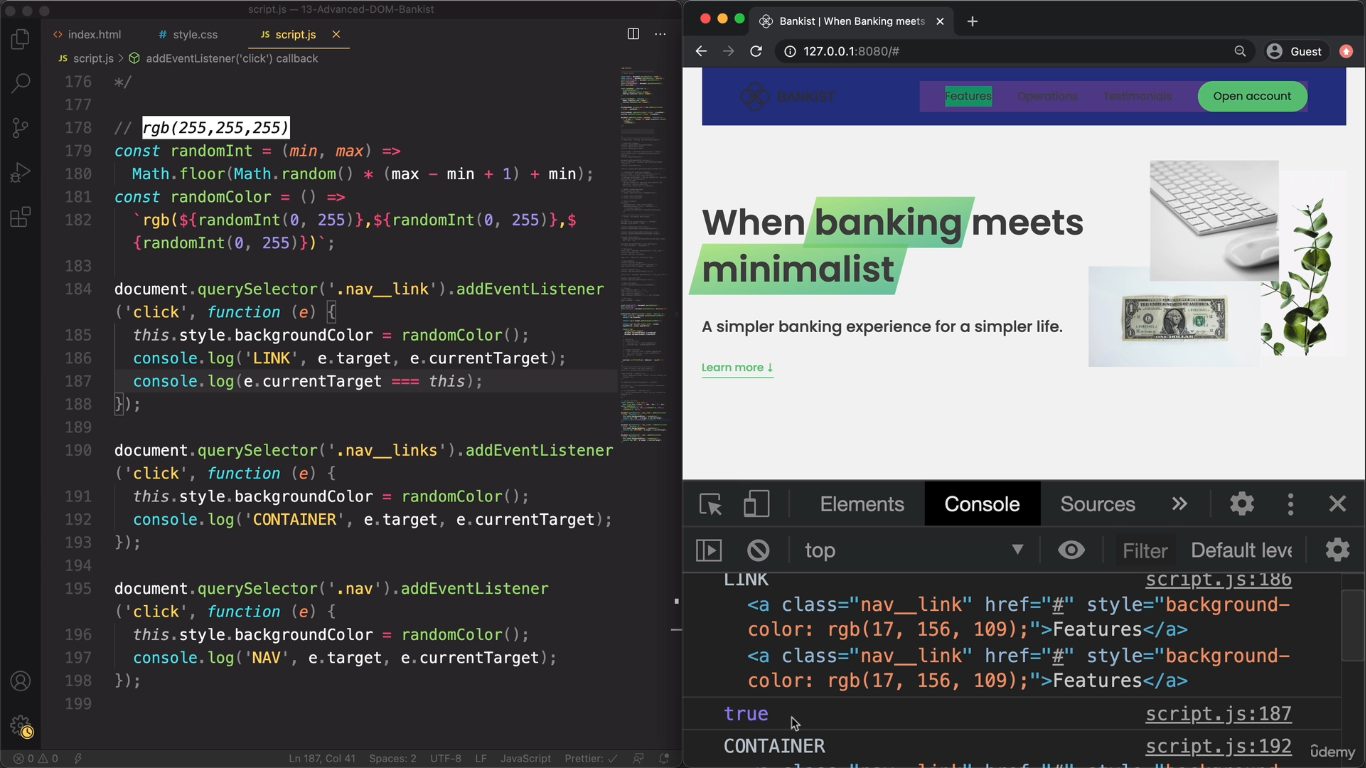 script.js — 13-Advanced-DOM-Bankist
index.html
# style.css
JS script.js
JS script.js > addEventListener('click') callback
176 */
177
178 // rgb(255,255,255)
179 const randomInt = (min, max) =>
180 Math.floor(Math.random() * (max - min + 1) + min);
181 const randomColor = () =>
182 `rgb(${randomInt(0, 255)},${randomInt(0, 255)},$
{randomInt(0, 255)})`;
183
184 document.querySelector('.nav__link').addEventListener
('click', function (e) {
185 this.style.backgroundColor = randomColor();
186 console.log('LINK', e.target, e.currentTarget);
187 console.log(e.currentTarget === this);
188 });
189
190 document.querySelector('.nav__links').addEventListener
('click', function (e) {
191 this.style.backgroundColor = randomColor();
192 console.log('CONTAINER', e.target, e.currentTarget);
193 });
194
195 document.querySelector('.nav').addEventListener
('click', function (e) {
196 this.style.backgroundColor = randomColor();
197 console.log('NAV', e.target, e.currentTarget);
198 });
199
0 0 Ln 187, Col 41 Spaces: 2 UTF-8 LF JavaScript Prettier: ✓
Bankist | When Banking meets
127.0.0.1:8080/#
Guest
BANKIST Features Operations Testimonials Open account
When banking meets
minimalist
A simpler banking experience for a simpler life.
Learn more ↓
Elements Console Sources »
top Filter Default leve
LINK script.js:186
<a class="nav__link" href="#" style="background-
color: rgb(17, 156, 109);">Features</a>
<a class="nav__link" href="#" style="background-
color: rgb(17, 156, 109);">Features</a>
true script.js:187
CONTAINER script.js:192
ûdemy